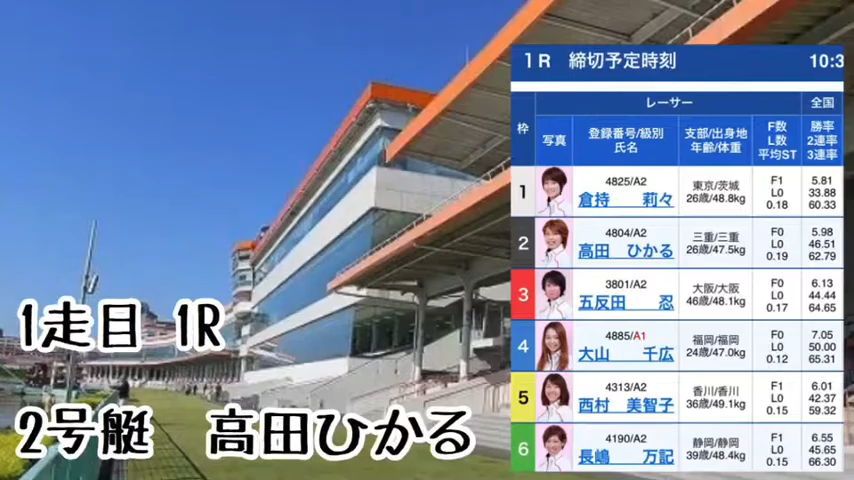 1R 締切予定時刻 10:3
枠 レーサー 全国
写真 登録番号/級別 氏名 支部/出身地 年齢/体重 F数 L数 平均ST 勝率 2連率 3連率
1 4825/A2 倉持 莉々 東京/茨城 26歳/48.8kg F1 L0 0.18 5.81 33.88 60.33
2 4804/A2 高田 ひかる 三重/三重 26歳/47.5kg F0 L0 0.19 5.98 46.51 62.79
3 3801/A2 五反田 忍 大阪/大阪 46歳/48.1kg F0 L0 0.17 6.13 44.44 64.65
4 4885/A1 大山 千広 福岡/福岡 24歳/47.0kg F0 L0 0.12 7.05 50.00 65.31
5 4313/A2 西村 美智子 香川/香川 36歳/49.1kg F1 L0 0.15 6.01 42.37 59.32
6 4190/A2 長嶋 万記 静岡/静岡 39歳/48.4kg F1 L0 0.15 6.55 45.65 66.30
1走目 1R
2号艇 高田ひかる